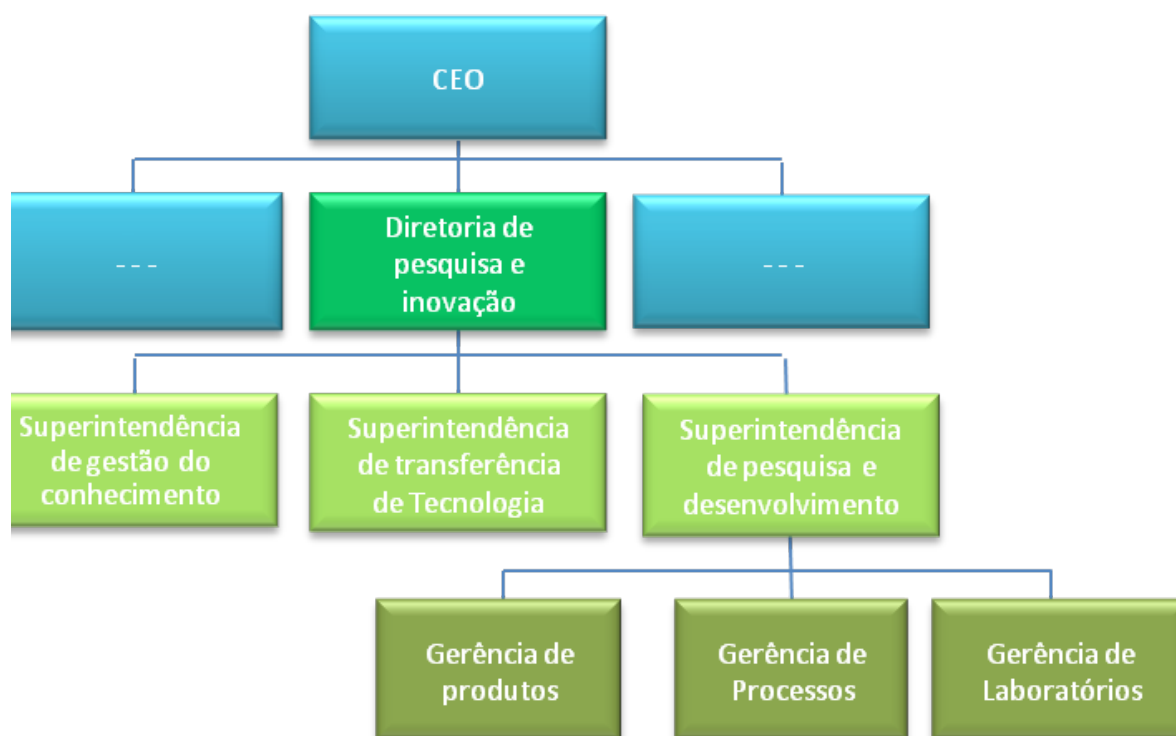 CEO
- - -
Diretoria de
pesquisa e
inovação
- - -
Superintendência
de gestão do
conhecimento
Superintendência
de transferência
de Tecnologia
Superintendência
de pesquisa e
desenvolvimento
Gerência de
produtos
Gerência de
Processos
Gerência de
Laboratórios